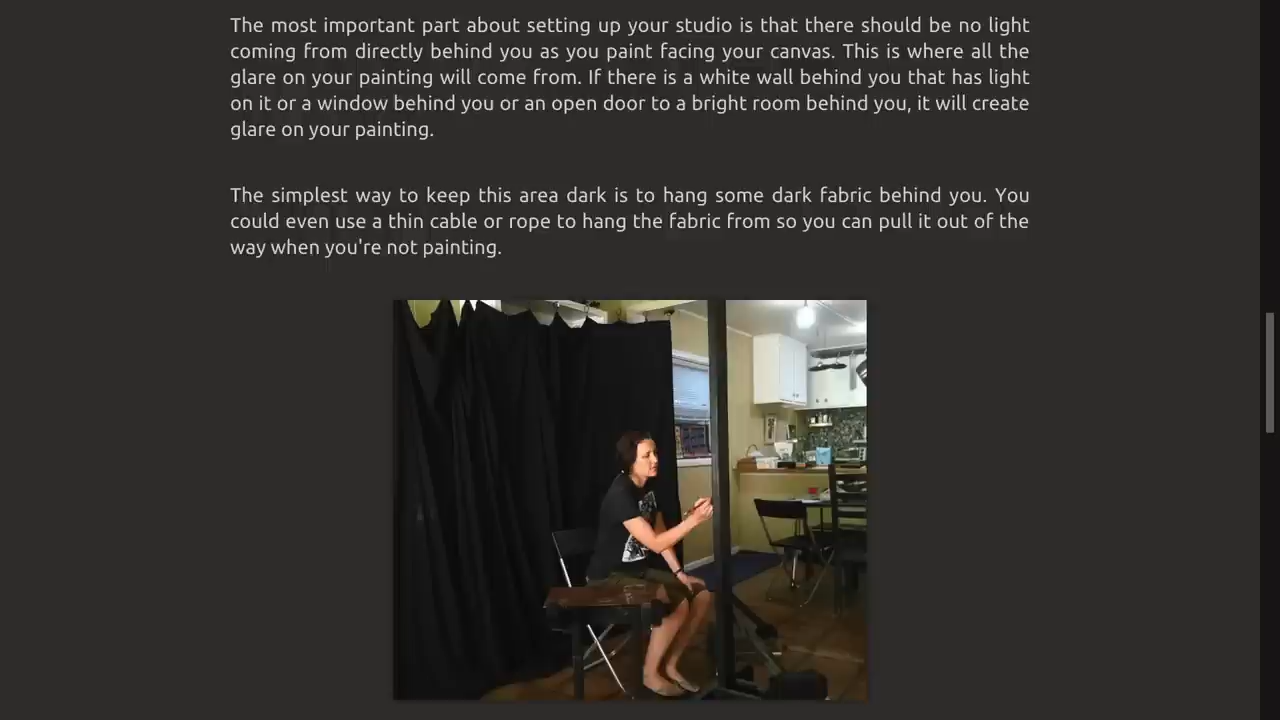 The most important part about setting up your studio is that there should be no light
coming from directly behind you as you paint facing your canvas. This is where all the
glare on your painting will come from. If there is a white wall behind you that has light
on it or a window behind you or an open door to a bright room behind you, it will create
glare on your painting.
The simplest way to keep this area dark is to hang some dark fabric behind you. You
could even use a thin cable or rope to hang the fabric from so you can pull it out of the
way when you're not painting.